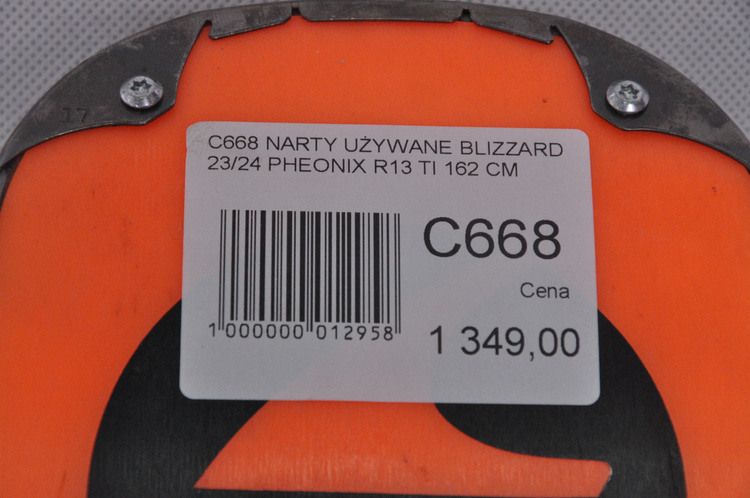 17
C668 NARTY UŻYWANE BLIZZARD
23/24 PHEONIX R13 TI 162 CM
C668
Cena
1 000000 012958
1 349,00